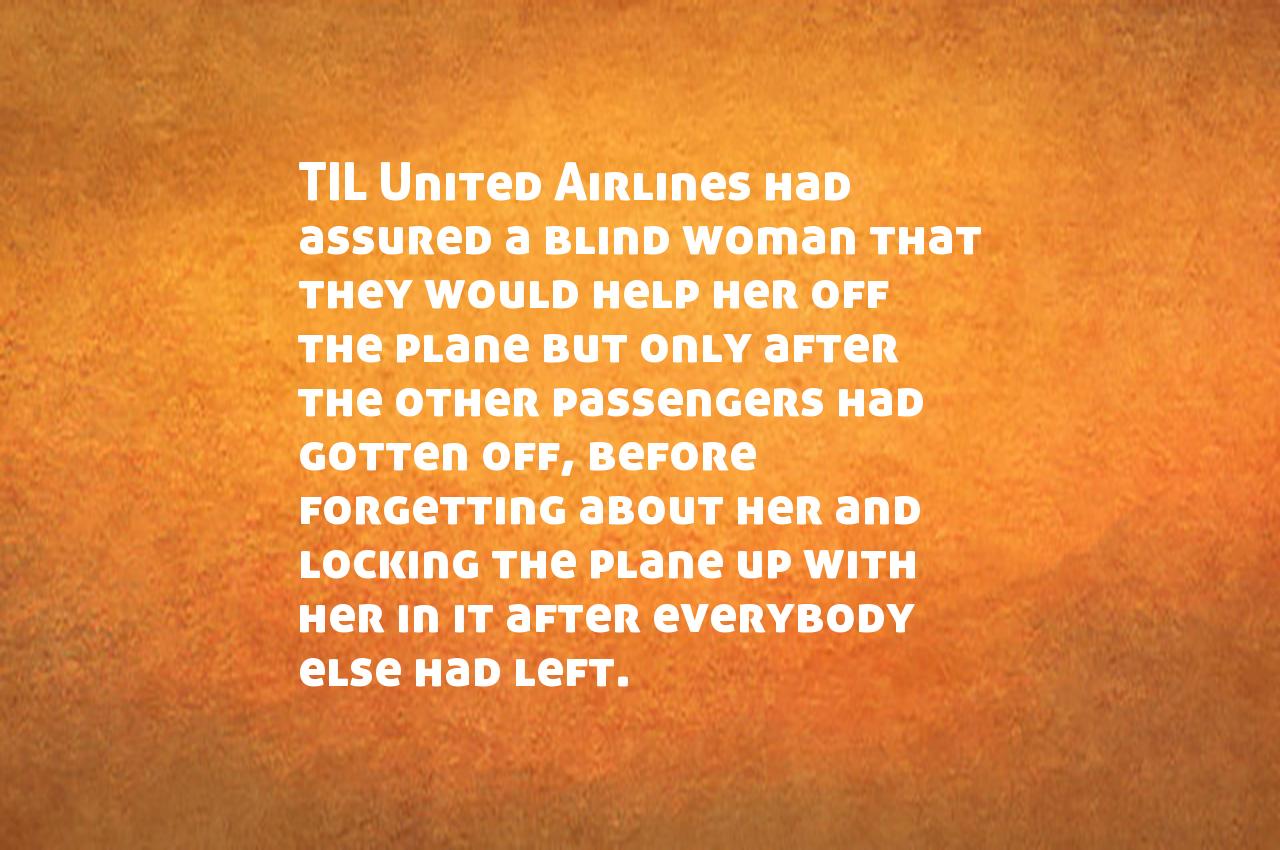 TIL United Airlines had
assured a blind woman that
they would help her off
the plane but only after
the other passengers had
gotten off, before
forgetting about her and
locking the plane up with
her in it after everybody
else had left.